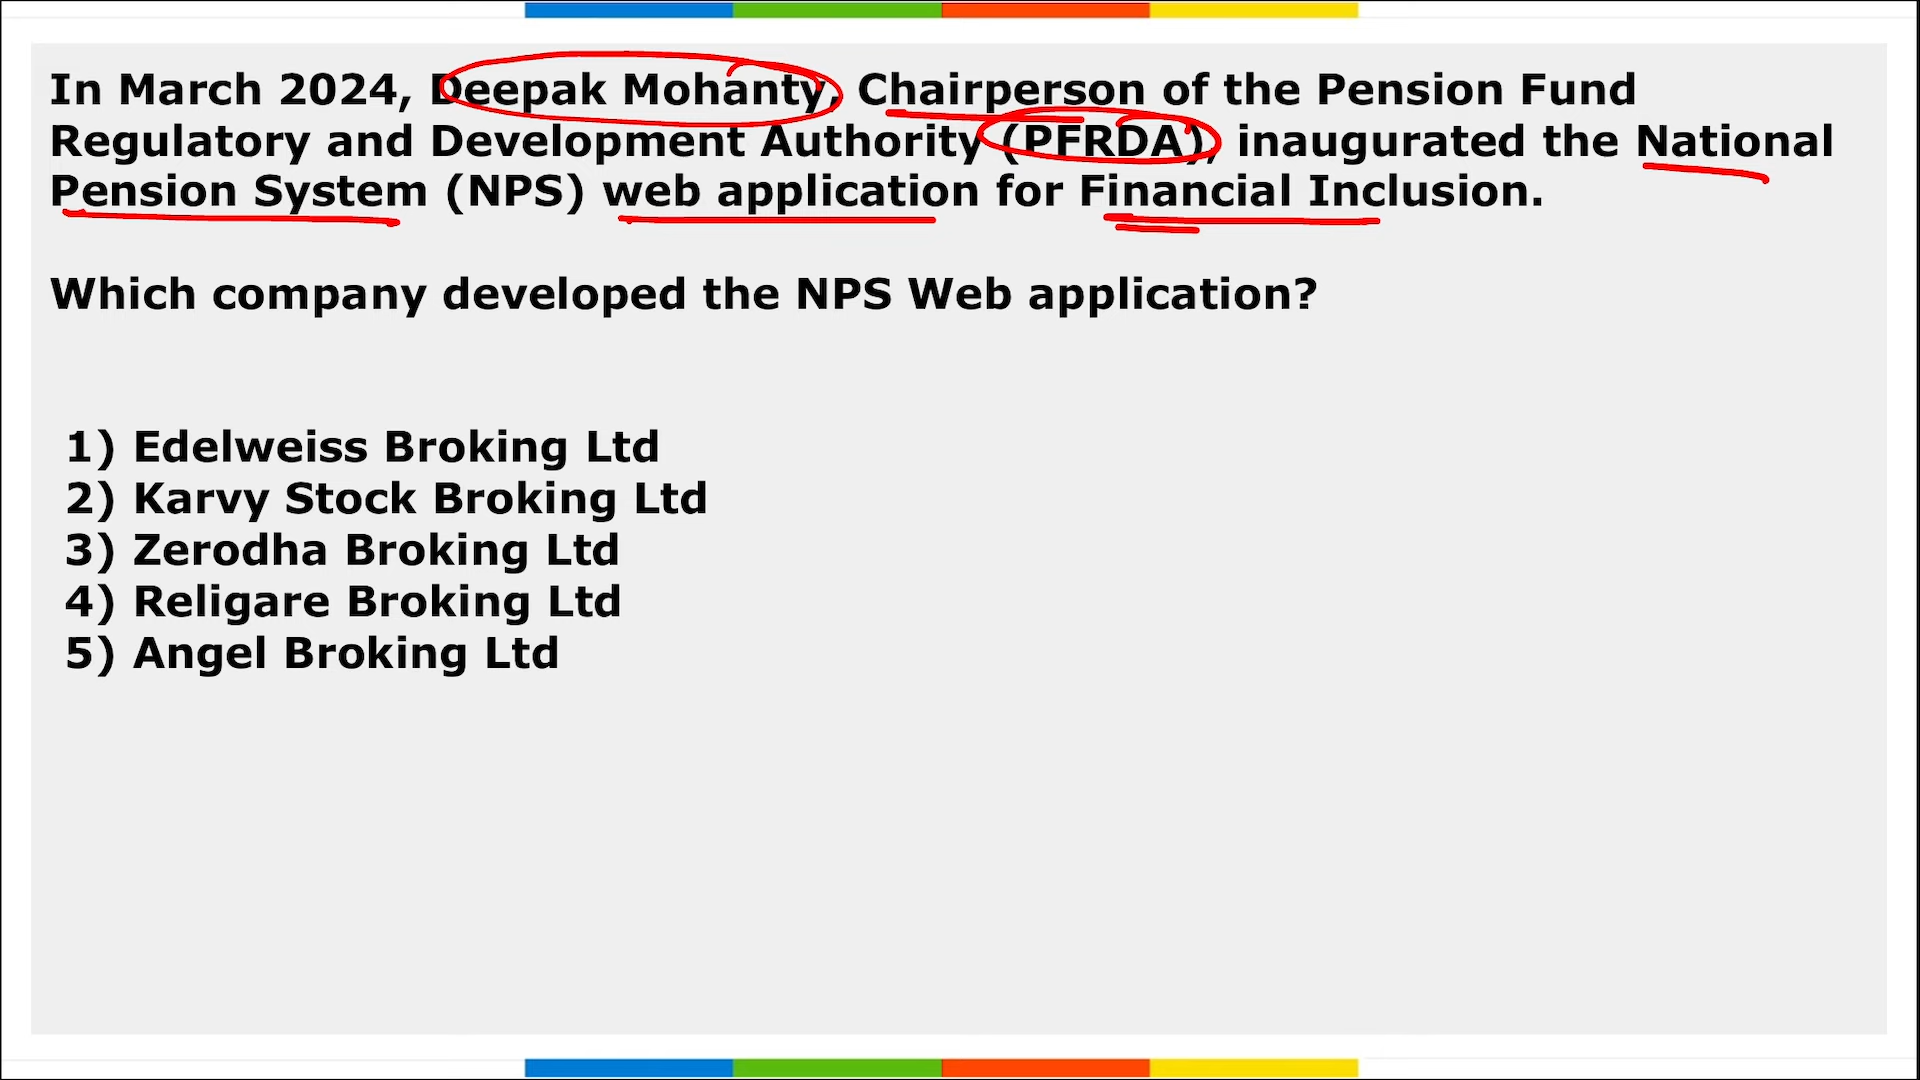 In March 2024, Deepak Mohanty, Chairperson of the Pension Fund
Regulatory and Development Authority (PFRDA), inaugurated the National
Pension System (NPS) web application for Financial Inclusion.
Which company developed the NPS Web application?
1) Edelweiss Broking Ltd
2) Karvy Stock Broking Ltd
3) Zerodha Broking Ltd
4) Religare Broking Ltd
5) Angel Broking Ltd